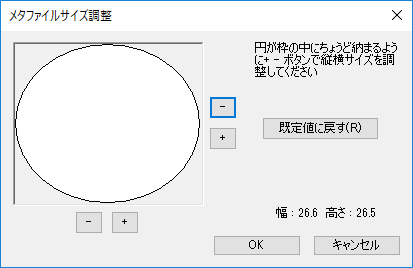 メタファイルサイズ調整
円が枠の中にちょうど納まるよう
に+ - ボタンで縦横サイズを調
整してください
-
+
既定値に戻す(R)
幅 : 26.6 高さ : 26.5
- +
OK キャンセル